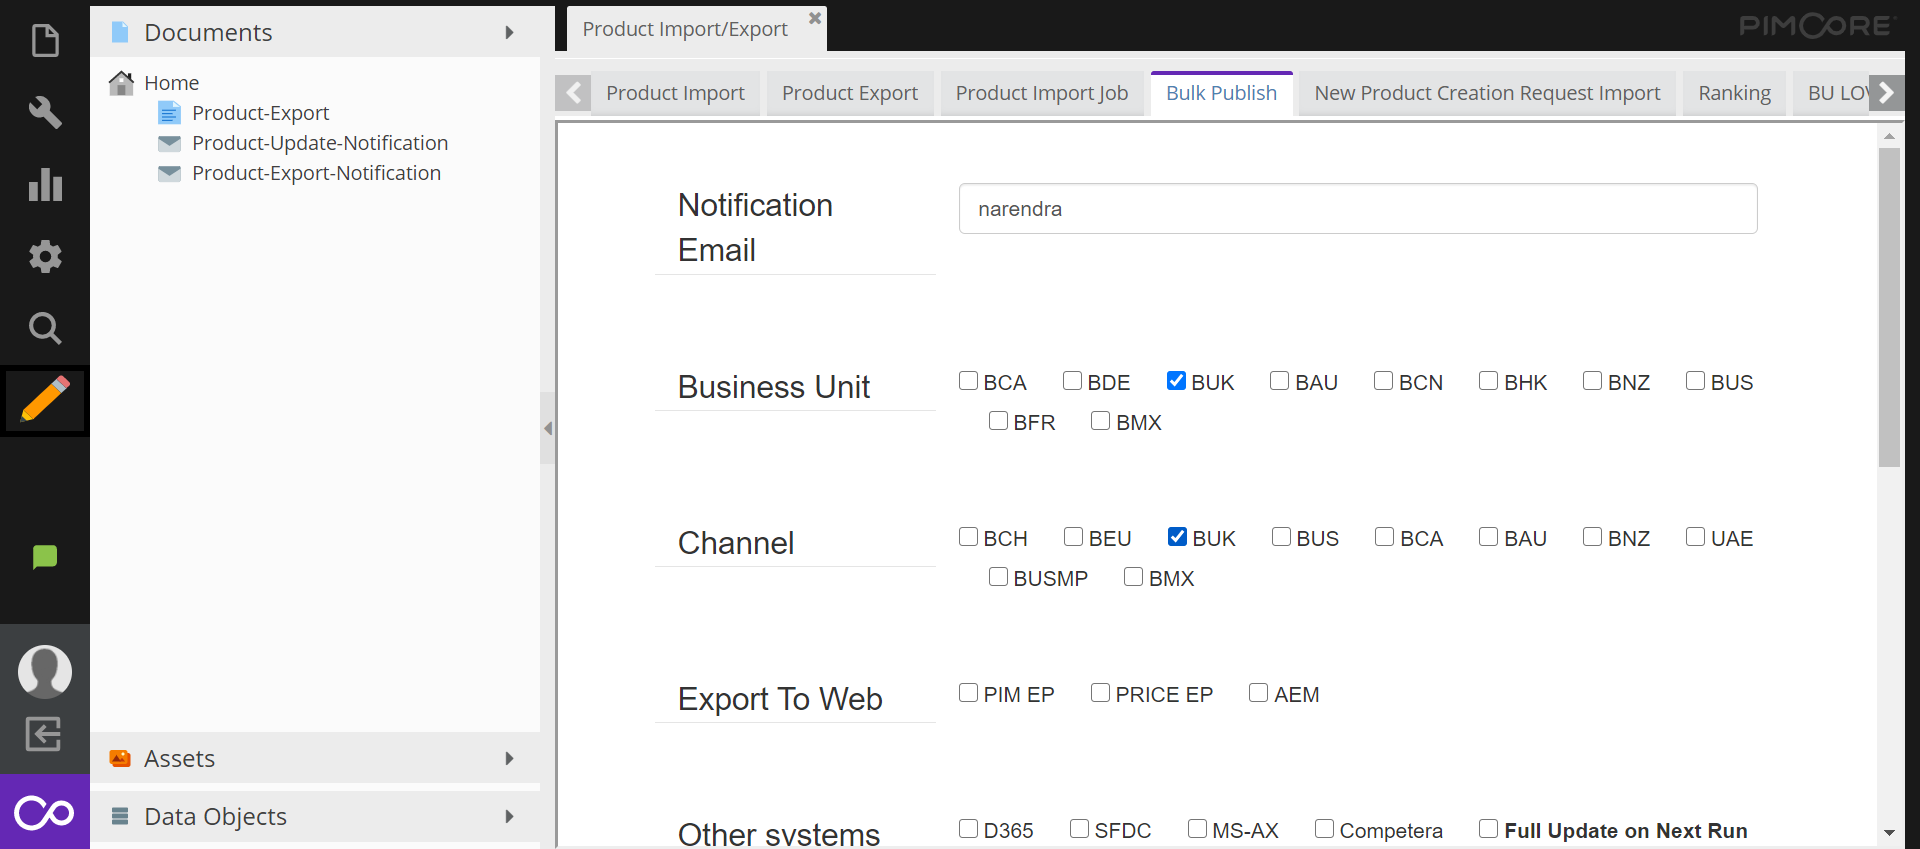 Documents
Home
Product-Export
Product-Update-Notification
Product-Export-Notification
Assets
Data Objects
Product Import/Export
PIMCORE
Product Import
Product Export
Product Import Job
Bulk Publish
New Product Creation Request Import
Ranking
BU LOV
Notification
Email
narendra
Business Unit
BCA BDE BUK BAU BCN BHK BNZ BUS
BFR BMX
Channel
BCH BEU BUK BUS BCA BAU BNZ UAE
BUSMP BMX
Export To Web
PIM EP PRICE EP AEM
Other systems
D365 SFDC MS-AX Competera Full Update on Next Run